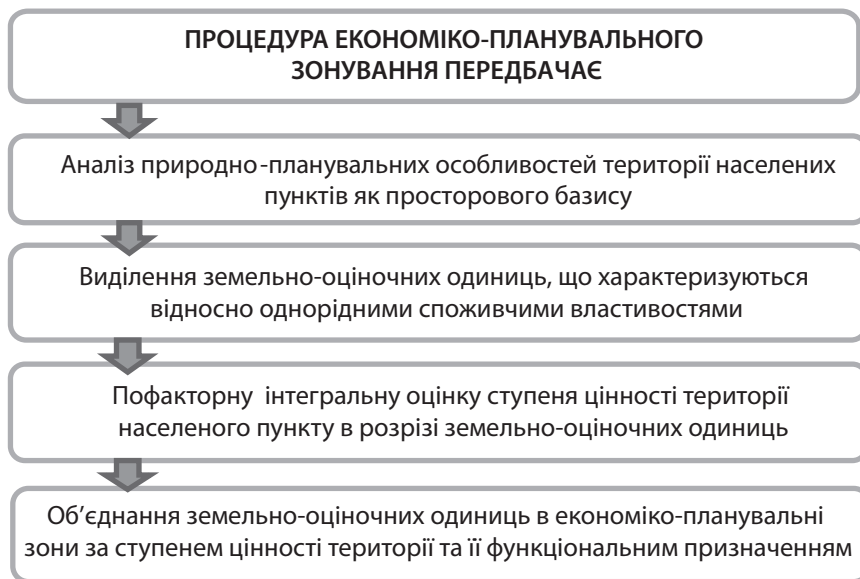 ПРОЦЕДУРА ЕКОНОМІКО-ПЛАНУВАЛЬНОГО
ЗОНУВАННЯ ПЕРЕДБАЧАЄ
Аналіз природно-планувальних особливостей території населених
пунктів як просторового базису
Виділення земельно-оціночних одиниць, що характеризуються
відносно однорідними споживчими властивостями
Пофакторну інтегральну оцінку ступеня цінності території
населеного пункту в розрізі земельно-оціночних одиниць
Об’єднання земельно-оціночних одиниць в економіко-планувальні
зони за ступенем цінності території та її функціональним призначенням